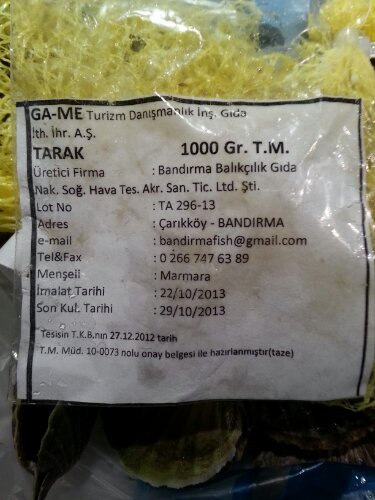 GA-ME Turizm Danışmanlık İnş. Gıda
İth. İhr. A.Ş.
TARAK 1000 Gr. T.M.
Üretici Firma : Bandırma Balıkçılık Gıda
Nak. Soğ. Hava Tes. Akr. San. Tic. Ltd. Şti.
Lot No : TA 296-13
Adres : Çarıkköy - BANDIRMA
e-mail : bandirmafish@gmail.com
Tel&Fax : 0 266 747 63 89
Menşeii : Marmara
İmalat Tarihi : 22/10/2013
Son Kul. Tarihi : 29/10/2013
Tesisin T.K.B.nın 27.12.2012 tarih
T.M. Müd. 10-0073 nolu onay belgesi ile hazırlanmıştır(taze)